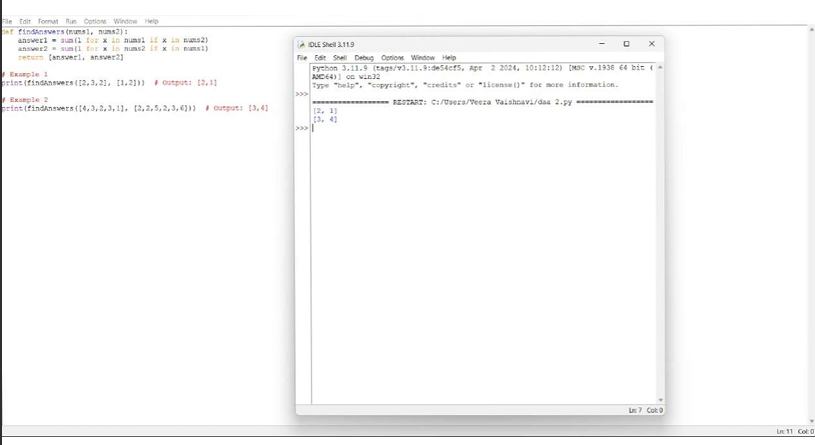 File Edit Format Run Options Window Help
def findAnswers(nums1, nums2):
    answer1 = sum(1 for x in nums1 if x in nums2)
    answer2 = sum(1 for x in nums2 if x in nums1)
    return [answer1, answer2]
# Example 1
print(findAnswers([2,3,2], [1,2]))  # Output: [2,1]
# Example 2
print(findAnswers([4,3,2,3,1], [2,2,5,2,3,6]))  # Output: [3,4]
IDLE Shell 3.11.9
File Edit Shell Debug Options Window Help
Python 3.11.9 (tags/v3.11.9:de54cf5, Apr  2 2024, 10:12:12) [MSC v.1938 64 bit (
AMD64)] on win32
Type "help", "copyright", "credits" or "license()" for more information.
>>>
================== RESTART: C:/Users/Veera Vaishnavi/daa 2.py ==================
[2, 1]
[3, 4]
>>>
Ln: 7 Col: 0
Ln: 11 Col: 0